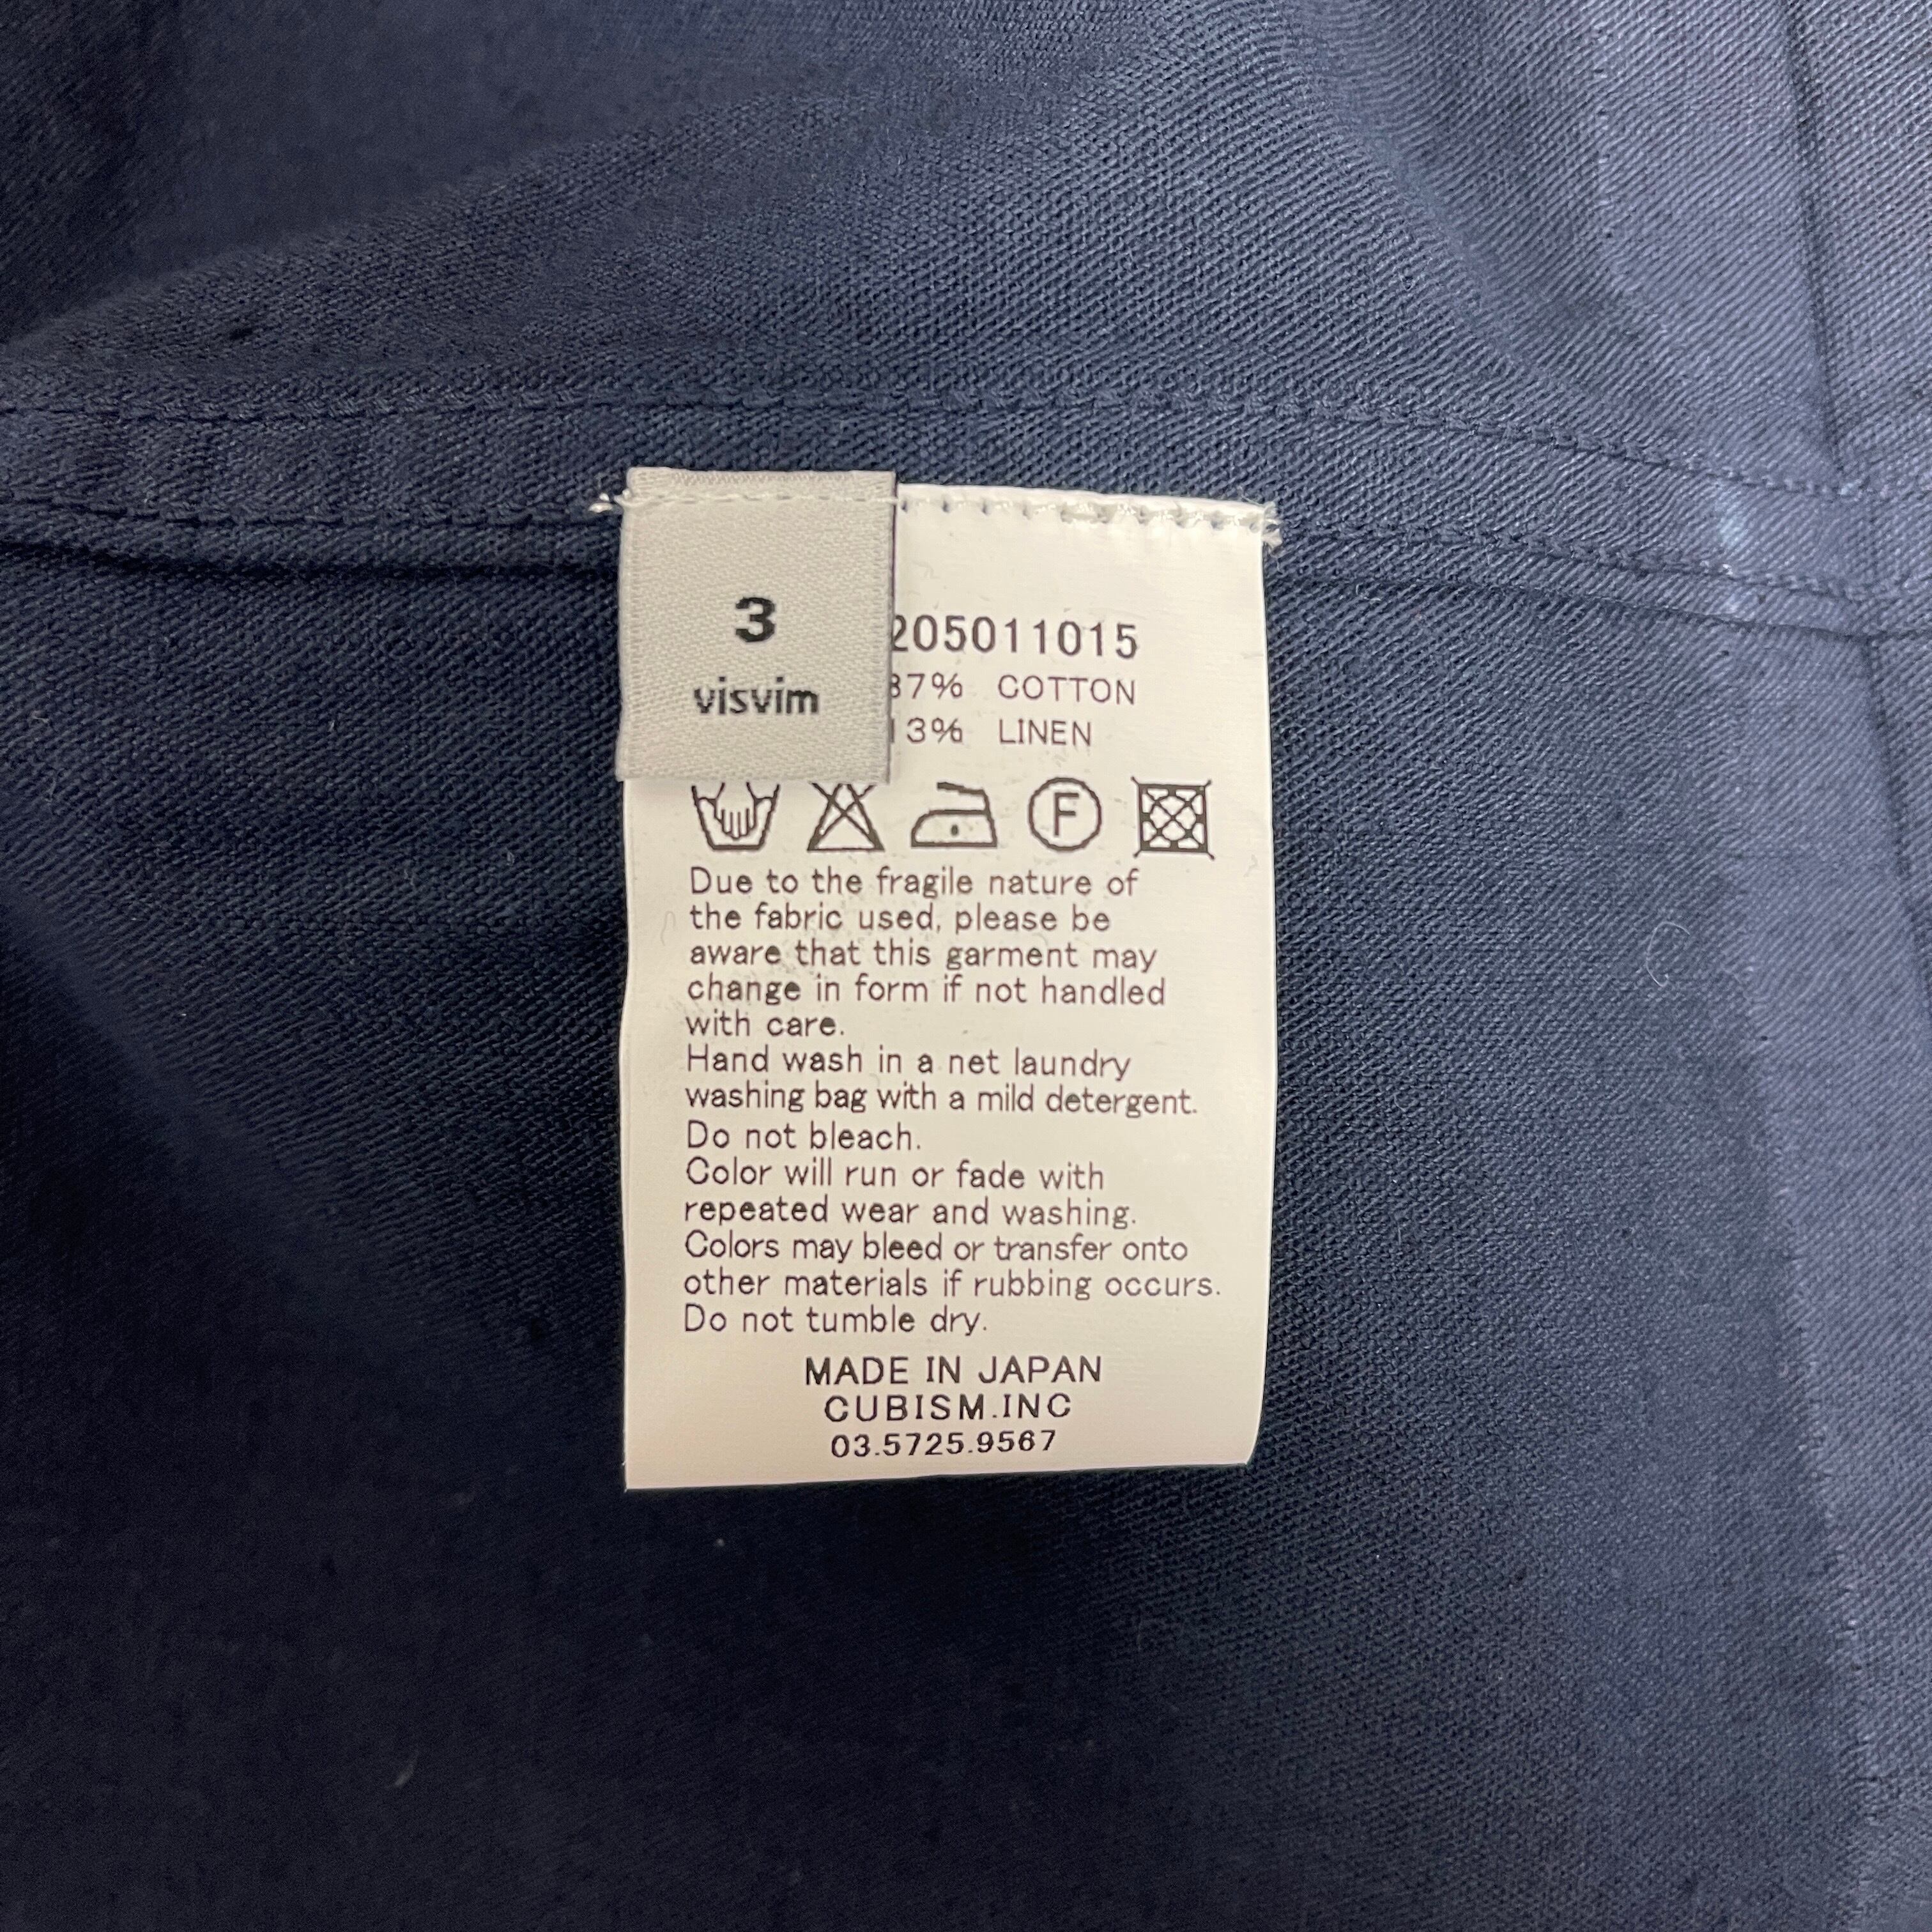 3
visvim
205011015
87% COTTON
13% LINEN
F
Due to the fragile nature of
the fabric used, please be
aware that this garment may
change in form if not handled
with care.
Hand wash in a net laundry
washing bag with a mild detergent.
Do not bleach.
Color will run or fade with
repeated wear and washing.
Colors may bleed or transfer onto
other materials if rubbing occurs.
Do not tumble dry.
MADE IN JAPAN
CUBISM.INC
03.5725.9567